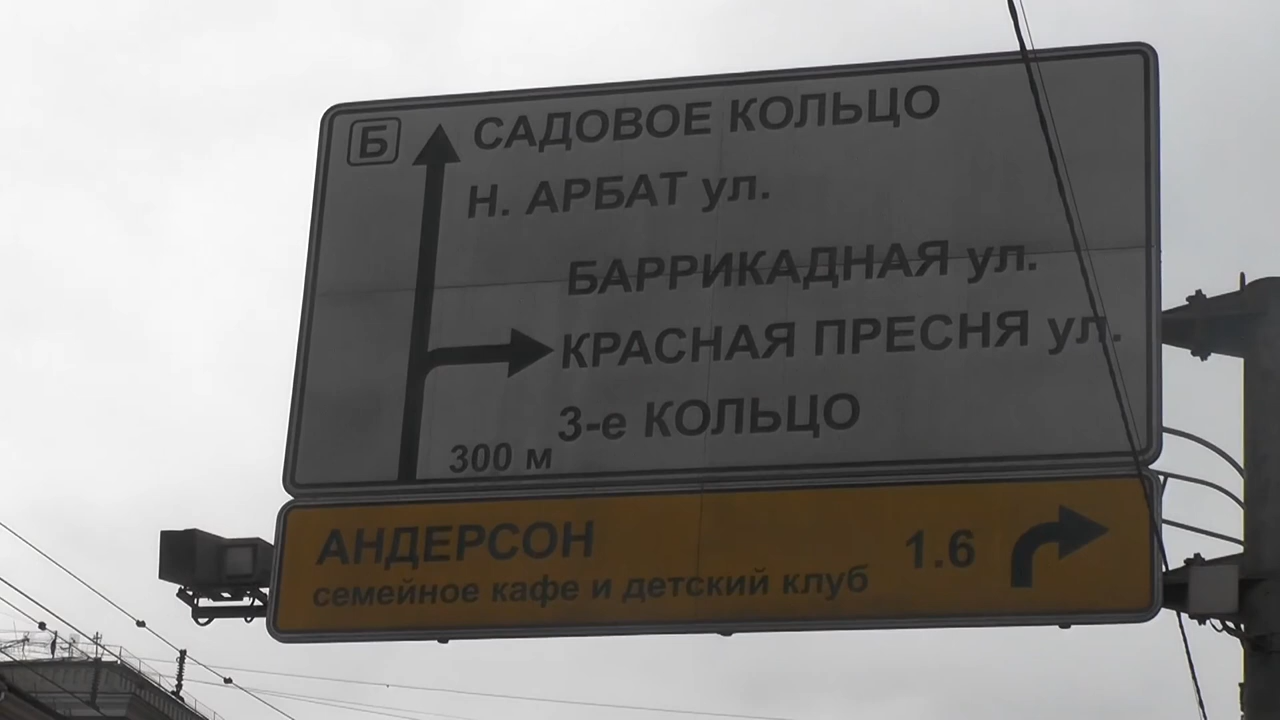 Б САДОВОЕ КОЛЬЦО
Н. АРБАТ ул.
БАРРИКАДНАЯ ул.
КРАСНАЯ ПРЕСНЯ ул.
3-е КОЛЬЦО
300 м
АНДЕРСОН 1.6
семейное кафе и детский клуб